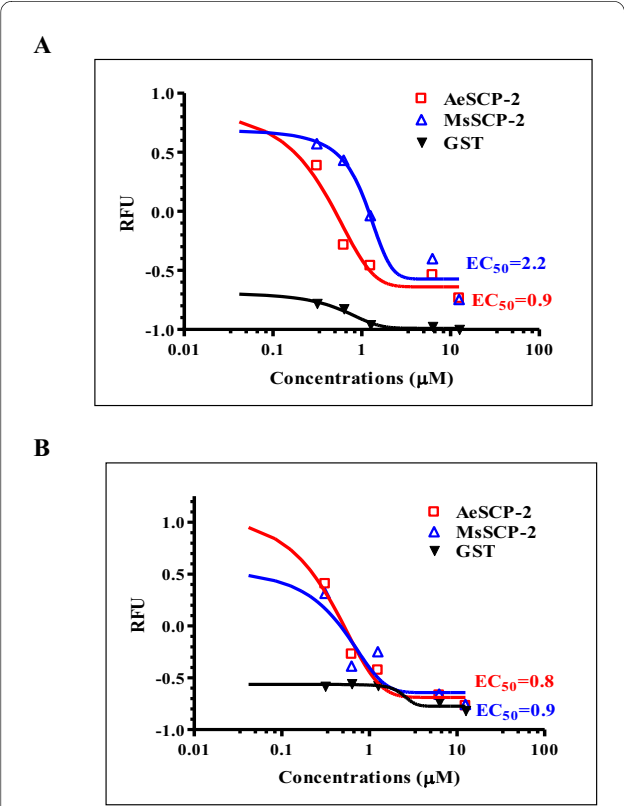 A
1.0
0.5
0.0
-0.5
-1.0
RFU
AeSCP-2
MsSCP-2
GST
EC50=2.2
EC50=0.9
0.01 0.1 1 10 100
Concentrations (µM)
B
1.0
0.5
0.0
-0.5
-1.0
RFU
AeSCP-2
MsSCP-2
GST
EC50=0.8
EC50=0.9
0.01 0.1 1 10 100
Concentrations (µM)